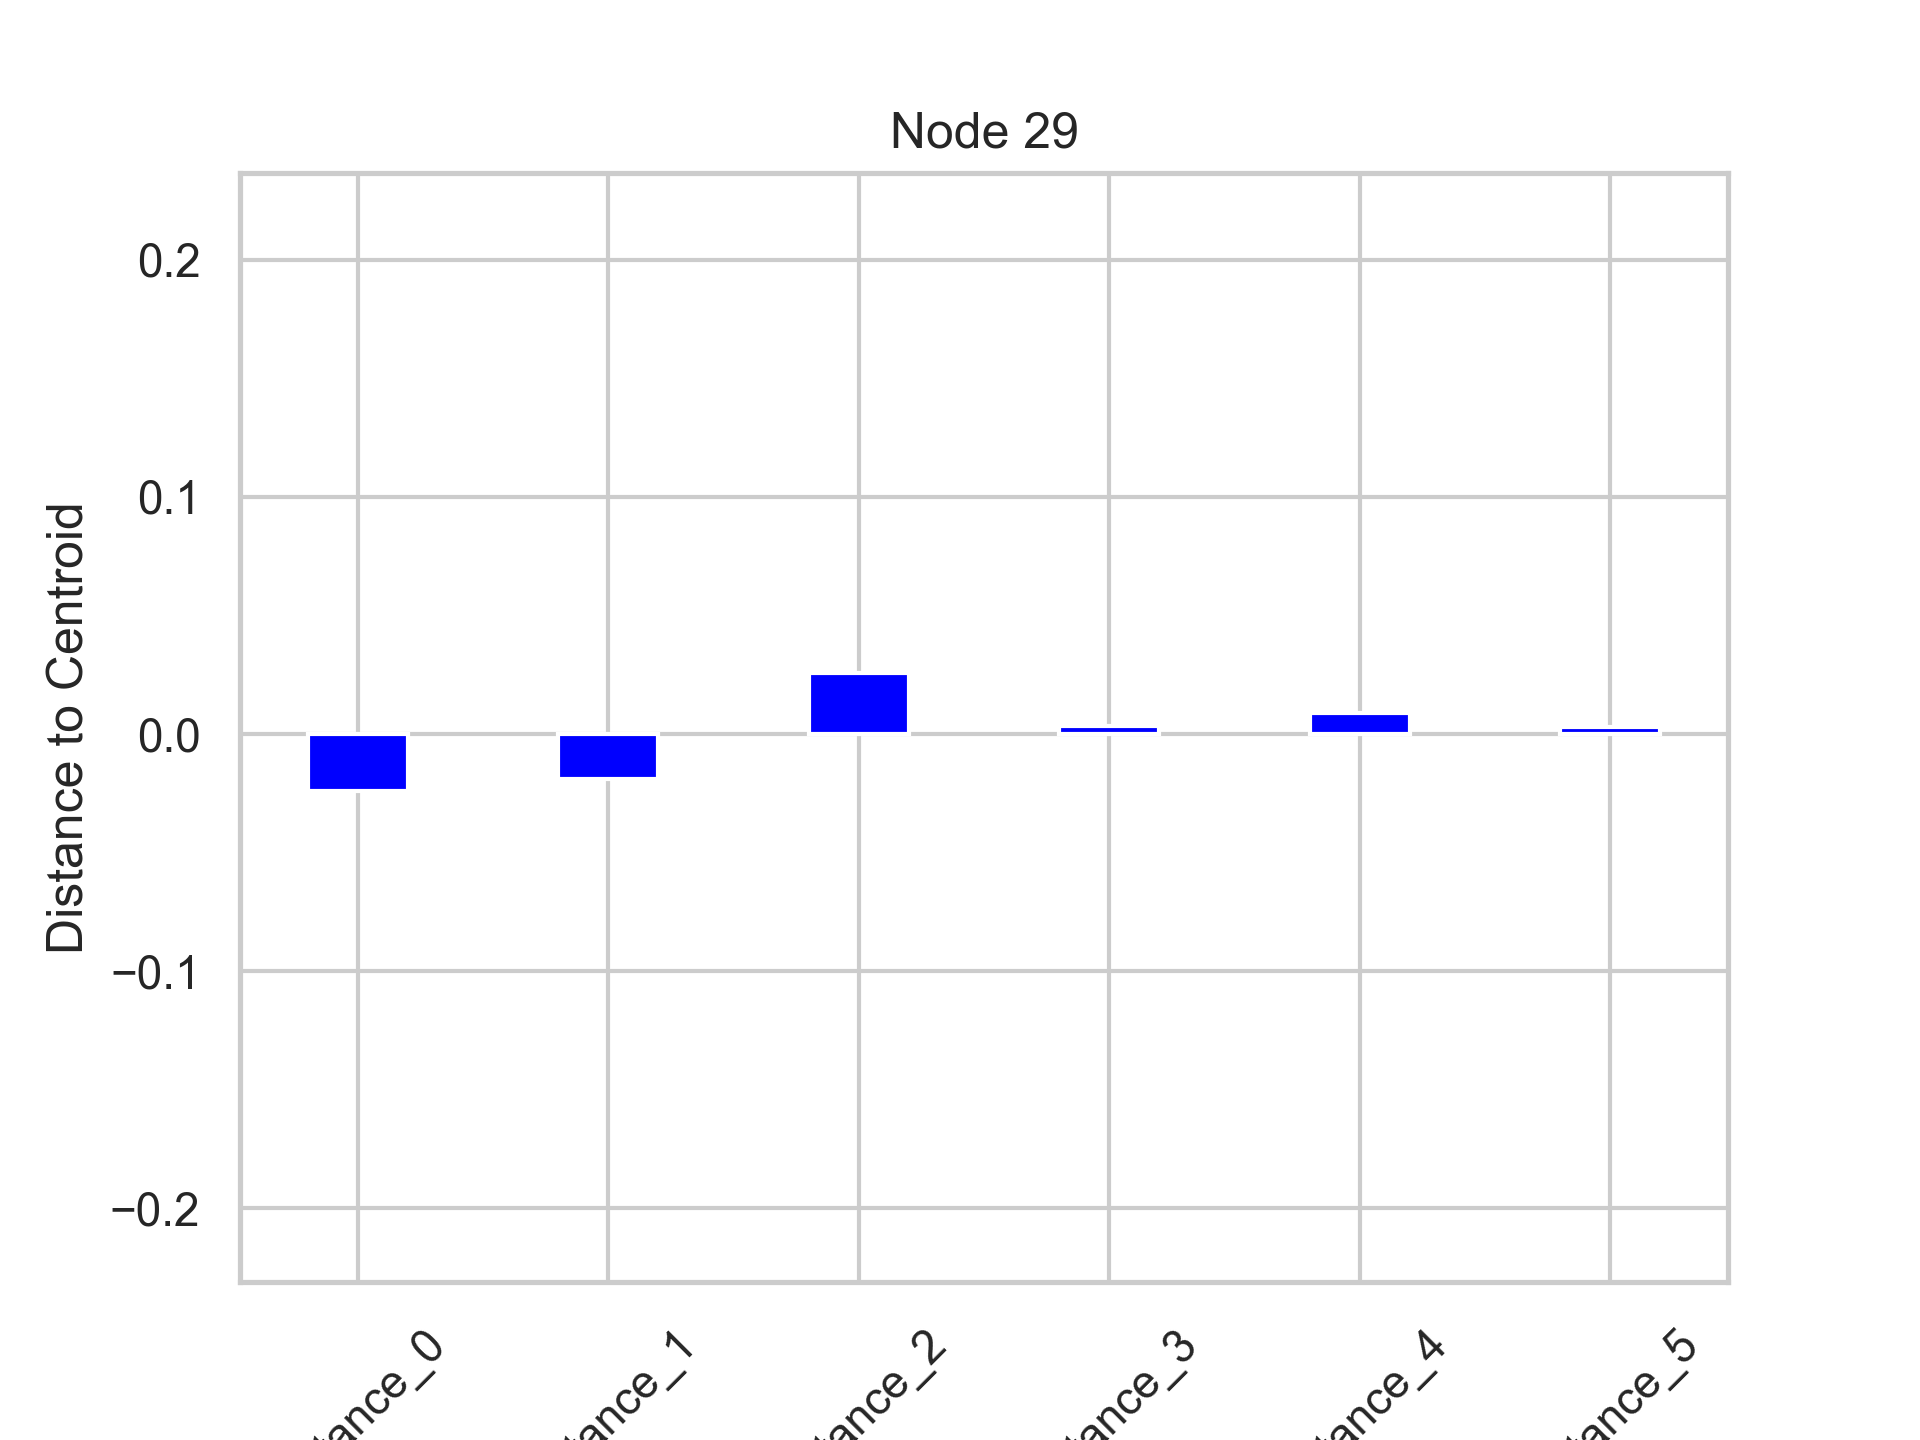 Node 29
Distance to Centroid
0.2
0.1
0.0
−0.1
−0.2
tance_0
tance_1
tance_2
tance_3
tance_4
tance_5